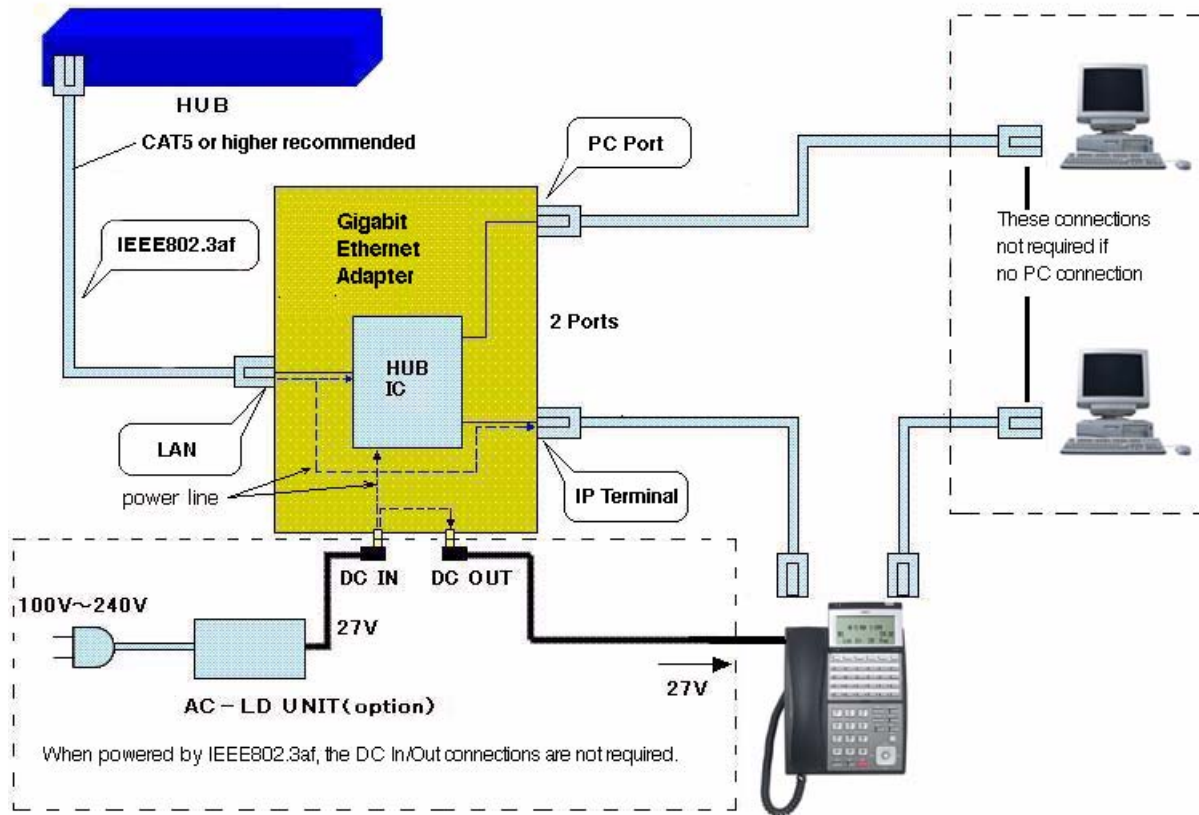 HUB
CAT5 or higher recommended
PC Port
Gigabit
Ethernet
Adapter
IEEE802.3af
These connections
not required if
no PC connection
2 Ports
HUB
IC
LAN
power line
IP Terminal
DC IN
DC OUT
100V～240V
27V
27V
AC－LD UNIT(option)
When powered by IEEE802.3af, the DC In/Out connections are not required.